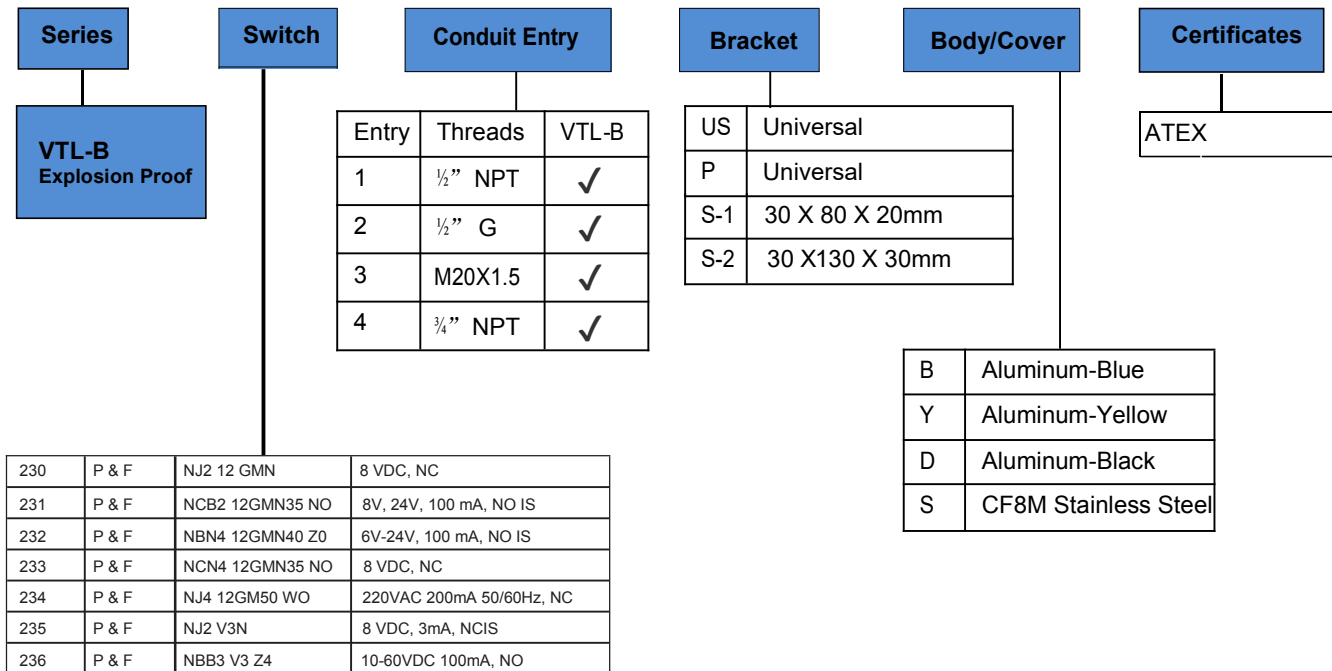 Series
Switch
Conduit Entry
Bracket
Body/Cover
Certificates
VTL-B
Explosion Proof
Entry Threads VTL-B
1 ½” NPT ✓
2 ½” G ✓
3 M20X1.5 ✓
4 ¾” NPT ✓
US Universal
P Universal
S-1 30 X 80 X 20mm
S-2 30 X130 X 30mm
ATEX
B Aluminum-Blue
Y Aluminum-Yellow
D Aluminum-Black
S CF8M Stainless Steel
230 P & F NJ2 12 GMN 8 VDC, NC
231 P & F NCB2 12GMN35 NO 8V, 24V, 100 mA, NO IS
232 P & F NBN4 12GMN40 Z0 6V-24V, 100 mA, NO IS
233 P & F NCN4 12GMN35 NO 8 VDC, NC
234 P & F NJ4 12GM50 WO 220VAC 200mA 50/60Hz, NC
235 P & F NJ2 V3N 8 VDC, 3mA, NCIS
236 P & F NBB3 V3 Z4 10-60VDC 100mA, NO